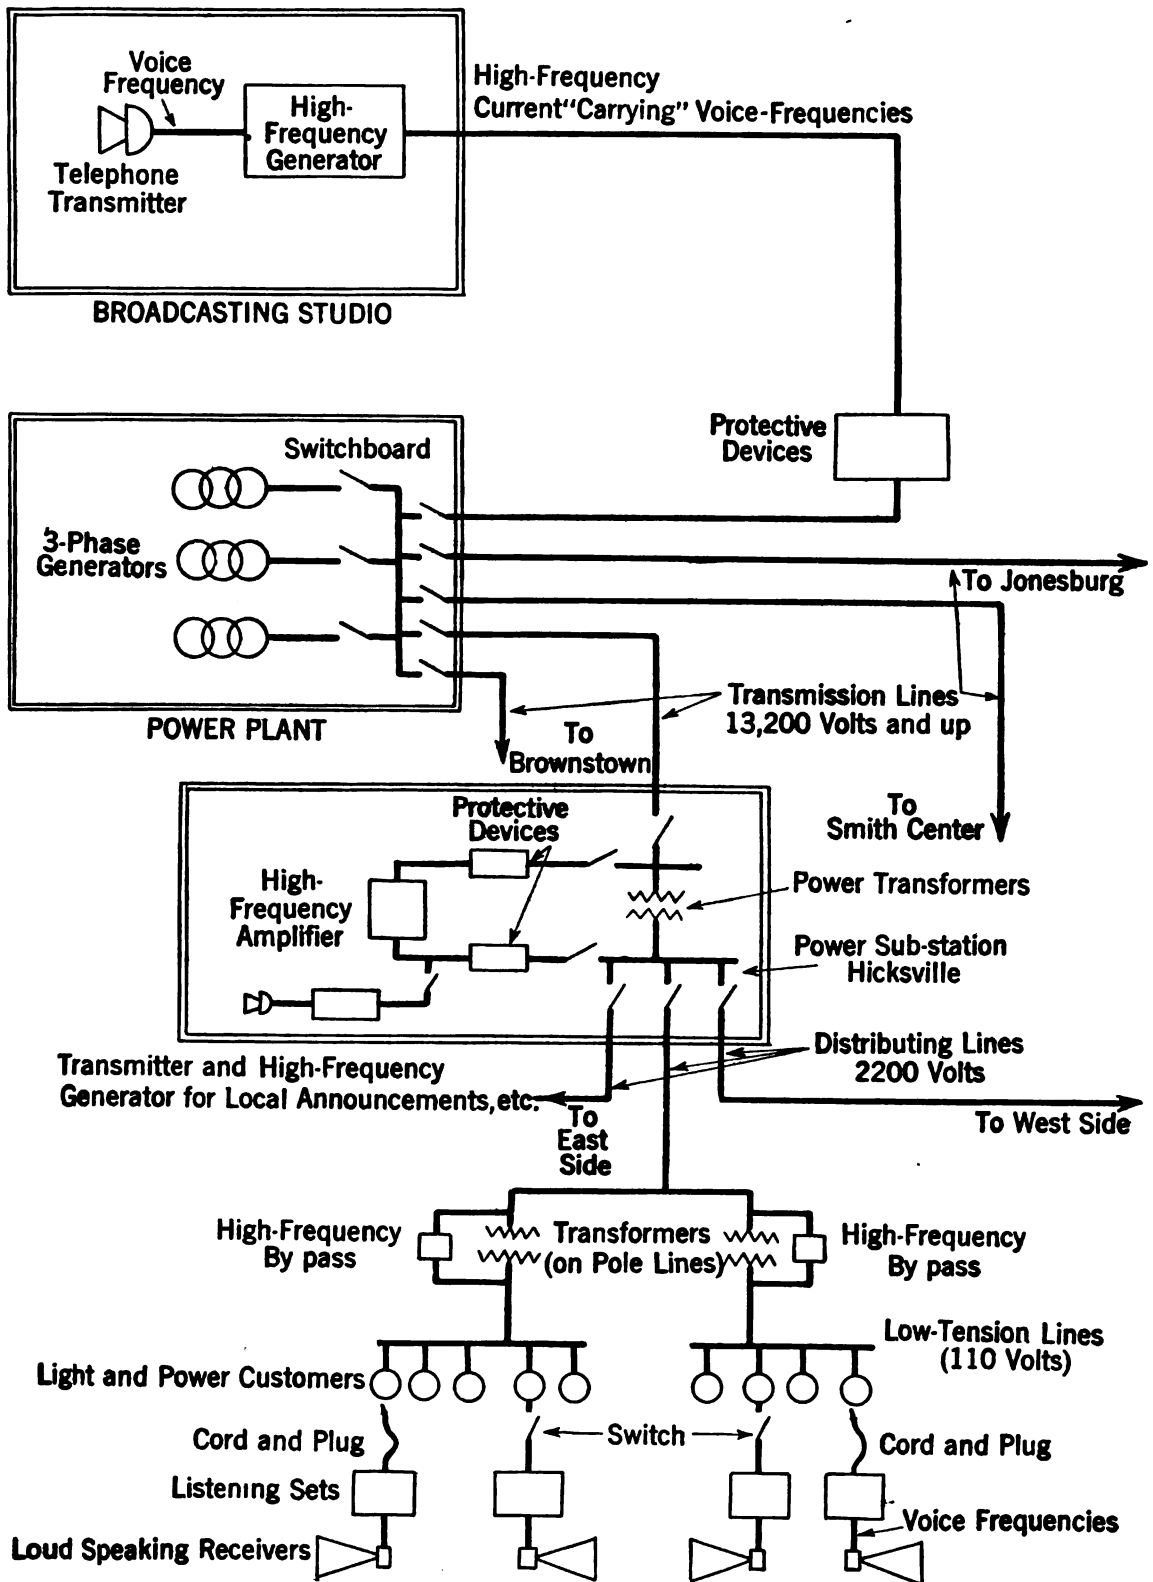 Voice
Frequency
High-Frequency
Current "Carrying" Voice-Frequencies
High-
Frequency
Generator
Telephone
Transmitter
BROADCASTING STUDIO
Protective
Devices
Switchboard
3-Phase
Generators
To Jonesburg
POWER PLANT
Transmission Lines
13,200 Volts and up
To
Brownstown
To
Smith Center
Protective
Devices
High-
Frequency
Amplifier
Power Transformers
Power Sub-station
Hicksville
Transmitter and High-Frequency
Generator for Local Announcements, etc.
Distributing Lines
2200 Volts
To
East
Side
To West Side
High-Frequency
By pass
Transformers
(on Pole Lines)
High-Frequency
By pass
Low-Tension Lines
(110 Volts)
Light and Power Customers
Cord and Plug
Switch
Cord and Plug
Listening Sets
Voice Frequencies
Loud Speaking Receivers